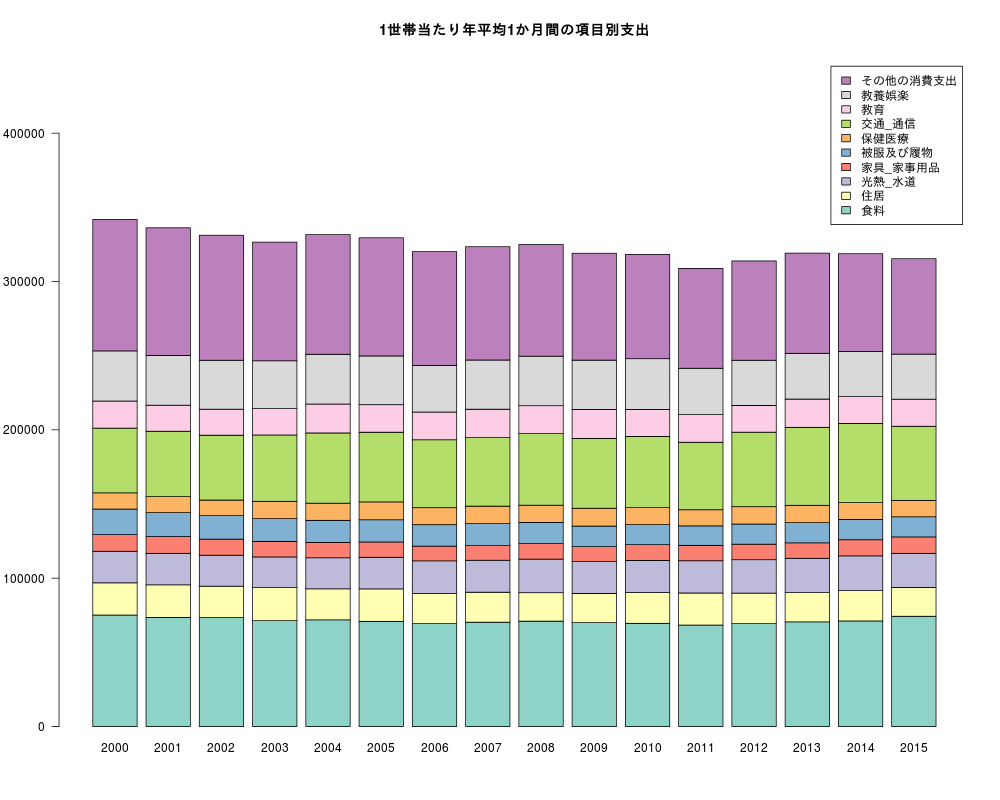 1世帯当たり年平均1か月間の項目別支出
その他の消費支出
教養娯楽
教育
交通_通信
保健医療
被服及び履物
家具_家事用品
光熱_水道
住居
食料
400000
300000
200000
100000
0
2000 2001 2002 2003 2004 2005 2006 2007 2008 2009 2010 2011 2012 2013 2014 2015